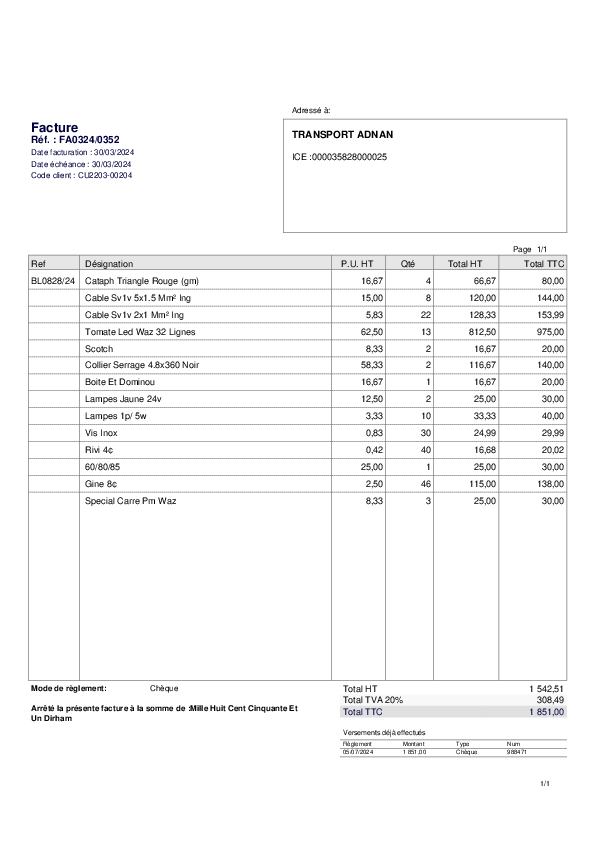 Adressé à:
Facture
Réf. : FA0324/0352
Date facturation : 30/03/2024
Date échéance : 30/03/2024
Code client : CU2203-00204
TRANSPORT ADNAN
ICE :000035828000025
Page 1/1
Ref Désignation P.U. HT Qté Total HT Total TTC
BL0828/24 Cataph Triangle Rouge (gm) 16,67 4 66,67 80,00
Cable Sv1v 5x1.5 Mm² Ing 15,00 8 120,00 144,00
Cable Sv1v 2x1 Mm² Ing 5,83 22 128,33 153,99
Tomate Led Waz 32 Lignes 62,50 13 812,50 975,00
Scotch 8,33 2 16,67 20,00
Collier Serrage 4.8x360 Noir 58,33 2 116,67 140,00
Boite Et Dominou 16,67 1 16,67 20,00
Lampes Jaune 24v 12,50 2 25,00 30,00
Lampes 1p/ 5w 3,33 10 33,33 40,00
Vis Inox 0,83 30 24,99 29,99
Rivi 4¢ 0,42 40 16,68 20,02
60/80/85 25,00 1 25,00 30,00
Gine 8¢ 2,50 46 115,00 138,00
Special Carre Pm Waz 8,33 3 25,00 30,00
Mode de règlement: Chèque
Total HT 1 542,51
Total TVA 20% 308,49
Total TTC 1 851,00
Arrêté la présente facture à la somme de :Mille Huit Cent Cinquante Et
Un Dirham
Versements déjà effectués
Règlement Montant Type Num
05/07/2024 1 851,00 Chèque 988471
1/1